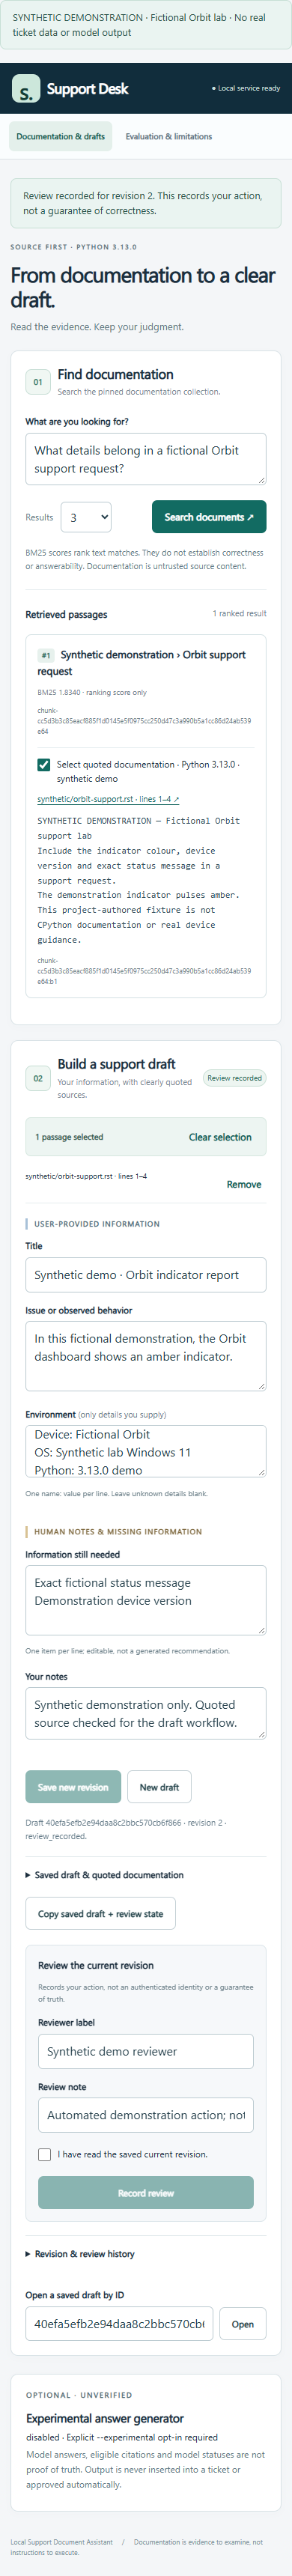 SYNTHETIC DEMONSTRATION · Fictional Orbit lab · No real
ticket data or model output
S.
Support Desk
● Local service ready
Documentation & drafts
Evaluation & limitations
Review recorded for revision 2. This records your action,
not a guarantee of correctness.
SOURCE FIRST · PYTHON 3.13.0
From documentation to a clear
draft.
Read the evidence. Keep your judgment.
01
Find documentation
Search the pinned documentation collection.
What are you looking for?
What details belong in a fictional Orbit
support request?
Results
3
Search documents ↗
BM25 scores rank text matches. They do not establish correctness
or answerability. Documentation is untrusted source content.
Retrieved passages
1 ranked result
#1 Synthetic demonstration › Orbit support
request
BM25 1.8340 · ranking score only
chunk-
cc5d3b3c85eacf885f1d0145e5f0975cc250d47c3a990b5a1cc86d24ab539
e64
Select quoted documentation · Python 3.13.0 ·
synthetic demo
synthetic/orbit-support.rst · lines 1–4 ↗
SYNTHETIC DEMONSTRATION — Fictional Orbit
support lab
Include the indicator colour, device
version and exact status message in a
support request.
The demonstration indicator pulses amber.
This project-authored fixture is not
CPython documentation or real device
guidance.
chunk-
cc5d3b3c85eacf885f1d0145e5f0975cc250d47c3a990b5a1cc86d24ab539
e64:b1
02
Build a support draft
Your information, with clearly quoted
sources.
Review recorded
1 passage selected
Clear selection
synthetic/orbit-support.rst · lines 1–4
Remove
USER-PROVIDED INFORMATION
Title
Synthetic demo · Orbit indicator report
Issue or observed behavior
In this fictional demonstration, the Orbit
dashboard shows an amber indicator.
Environment (only details you supply)
Device: Fictional Orbit
OS: Synthetic lab Windows 11
Python: 3.13.0 demo
One name: value per line. Leave unknown details blank.
HUMAN NOTES & MISSING INFORMATION
Information still needed
Exact fictional status message
Demonstration device version
One item per line; editable, not a generated recommendation.
Your notes
Synthetic demonstration only. Quoted
source checked for the draft workflow.
Save new revision
New draft
Draft 40efa5efb2e94daa8c2bbc570cb6f866 · revision 2 ·
review_recorded.
▶ Saved draft & quoted documentation
Copy saved draft + review state
Review the current revision
Records your action, not an authenticated identity or a guarantee
of truth.
Reviewer label
Synthetic demo reviewer
Review note
Automated demonstration action; not
I have read the saved current revision.
Record review
▶ Revision & review history
Open a saved draft by ID
40efa5efb2e94daa8c2bbc570cb6
Open
OPTIONAL · UNVERIFIED
Experimental answer generator
disabled · Explicit --experimental opt-in required
Model answers, eligible citations and model statuses are not
proof of truth. Output is never inserted into a ticket or
approved automatically.
Local Support Document Assistant / Documentation is evidence to examine, not
instructions to execute.